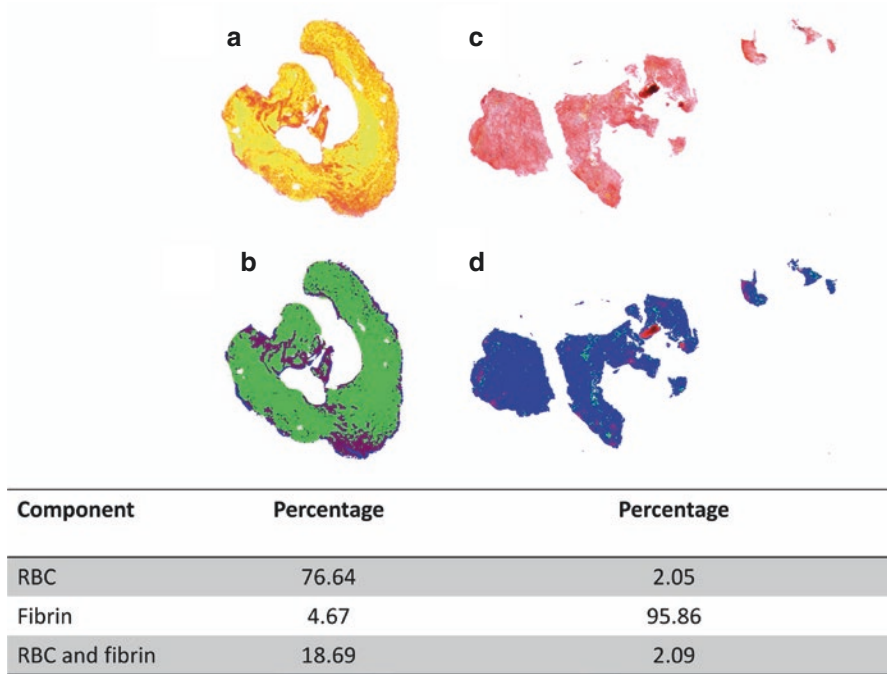 a
c
b
d
Component Percentage Percentage
RBC 76.64 2.05
Fibrin 4.67 95.86
RBC and fibrin 18.69 2.09